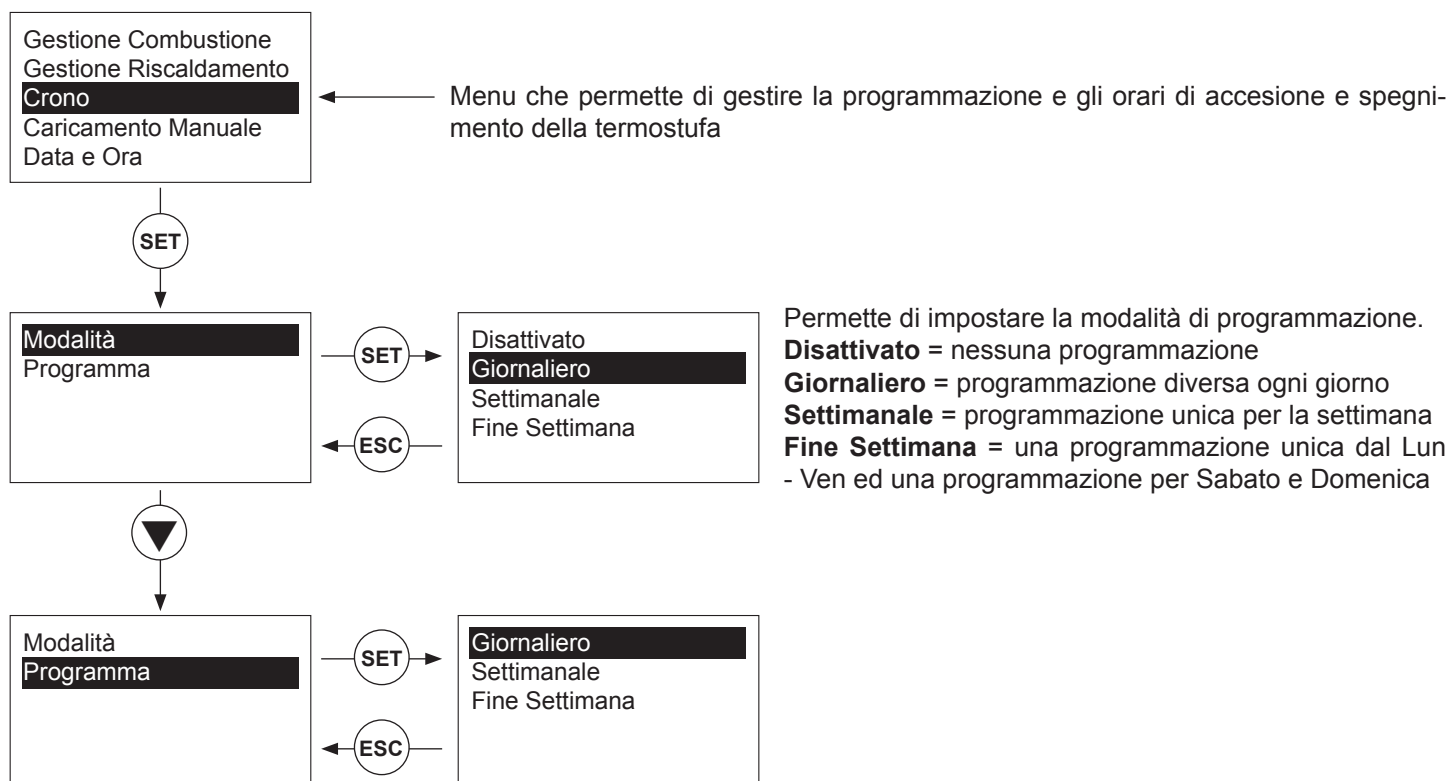 Gestione Combustione
Gestione Riscaldamento
Crono
Caricamento Manuale
Data e Ora
Menu che permette di gestire la programmazione e gli orari di accesione e spegni-
mento della termostufa
SET
Modalità
Programma
SET
ESC
Disattivato
Giornaliero
Settimanale
Fine Settimana
Permette di impostare la modalità di programmazione.
Disattivato = nessuna programmazione
Giornaliero = programmazione diversa ogni giorno
Settimanale = programmazione unica per la settimana
Fine Settimana = una programmazione unica dal Lun
- Ven ed una programmazione per Sabato e Domenica
Modalità
Programma
SET
ESC
Giornaliero
Settimanale
Fine Settimana